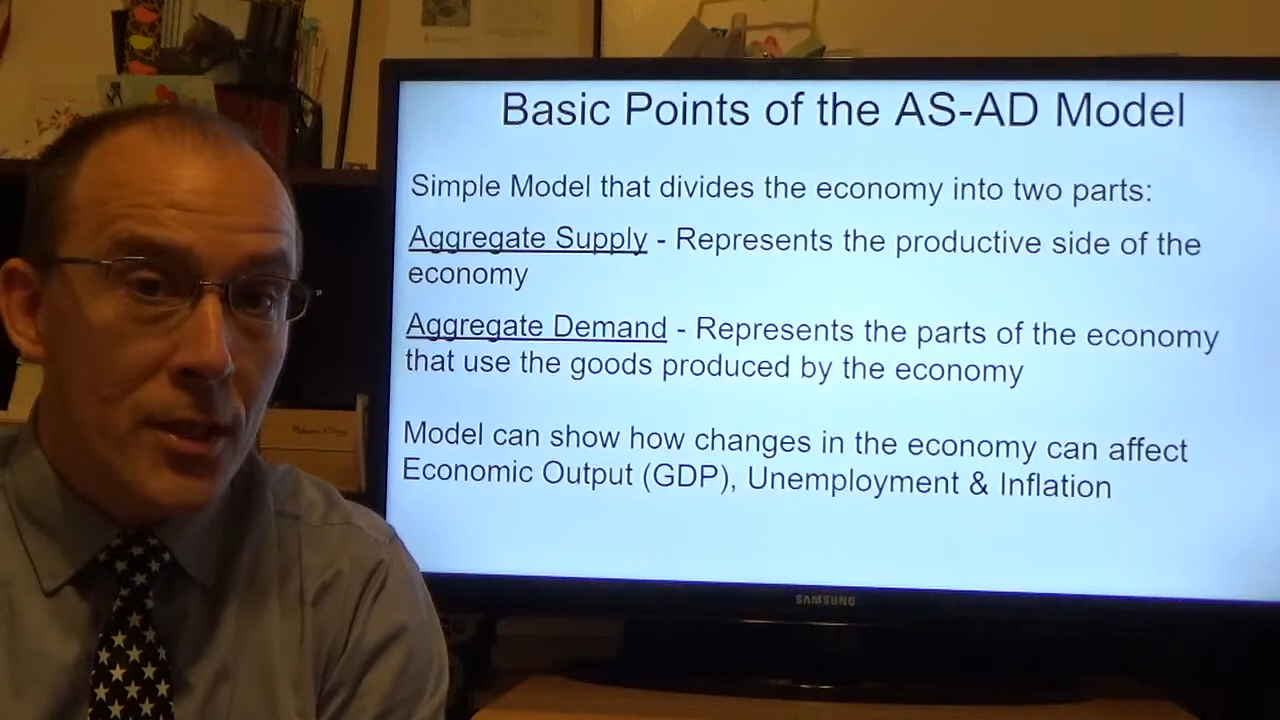 Basic Points of the AS-AD Model
Simple Model that divides the economy into two parts:
Aggregate Supply - Represents the productive side of the
economy
Aggregate Demand - Represents the parts of the economy
that use the goods produced by the economy
Model can show how changes in the economy can affect
Economic Output (GDP), Unemployment & Inflation
SAMSUNG